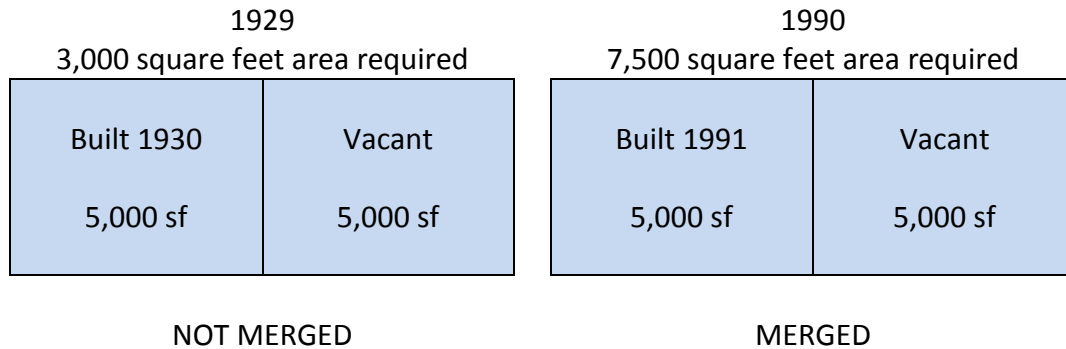 1929
3,000 square feet area required
Built 1930
Vacant
5,000 sf
5,000 sf
NOT MERGED
1990
7,500 square feet area required
Built 1991
Vacant
5,000 sf
5,000 sf
MERGED